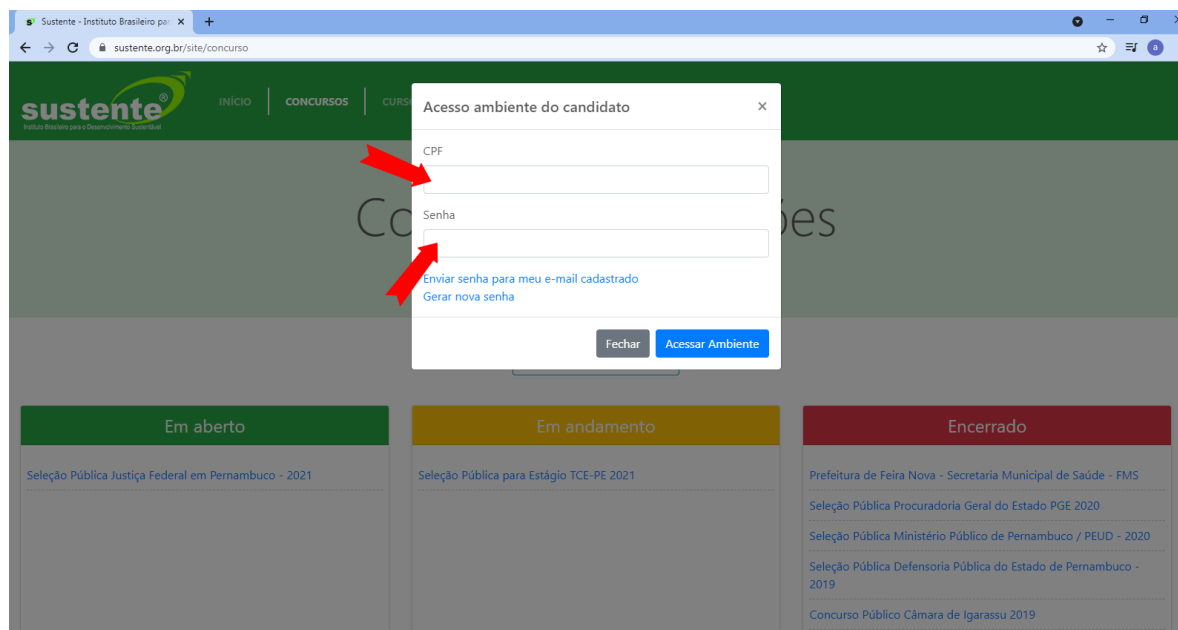 Sustente - Instituto Brasileiro par
sustente.org.br/site/concurso
a
sustente®
Instituto Brasileiro para o Desenvolvimento Sustentável
INÍCIO
CONCURSOS
CURS
Acesso ambiente do candidato
×
CPF
Senha
Enviar senha para meu e-mail cadastrado
Gerar nova senha
Fechar
Acessar Ambiente
Co
ões
Em aberto
Seleção Pública Justiça Federal em Pernambuco - 2021
Em andamento
Seleção Pública para Estágio TCE-PE 2021
Encerrado
Prefeitura de Feira Nova - Secretaria Municipal de Saúde - FMS
Seleção Pública Procuradoria Geral do Estado PGE 2020
Seleção Pública Ministério Público de Pernambuco / PEUD - 2020
Seleção Pública Defensoria Pública do Estado de Pernambuco -
2019
Concurso Público Câmara de Igarassu 2019